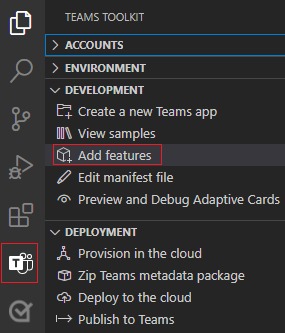 TEAMS TOOLKIT
ACCOUNTS
ENVIRONMENT
DEVELOPMENT
Create a new Teams app
View samples
Add features
Edit manifest file
Preview and Debug Adaptive Cards
DEPLOYMENT
Provision in the cloud
Zip Teams metadata package
Deploy to the cloud
Publish to Teams